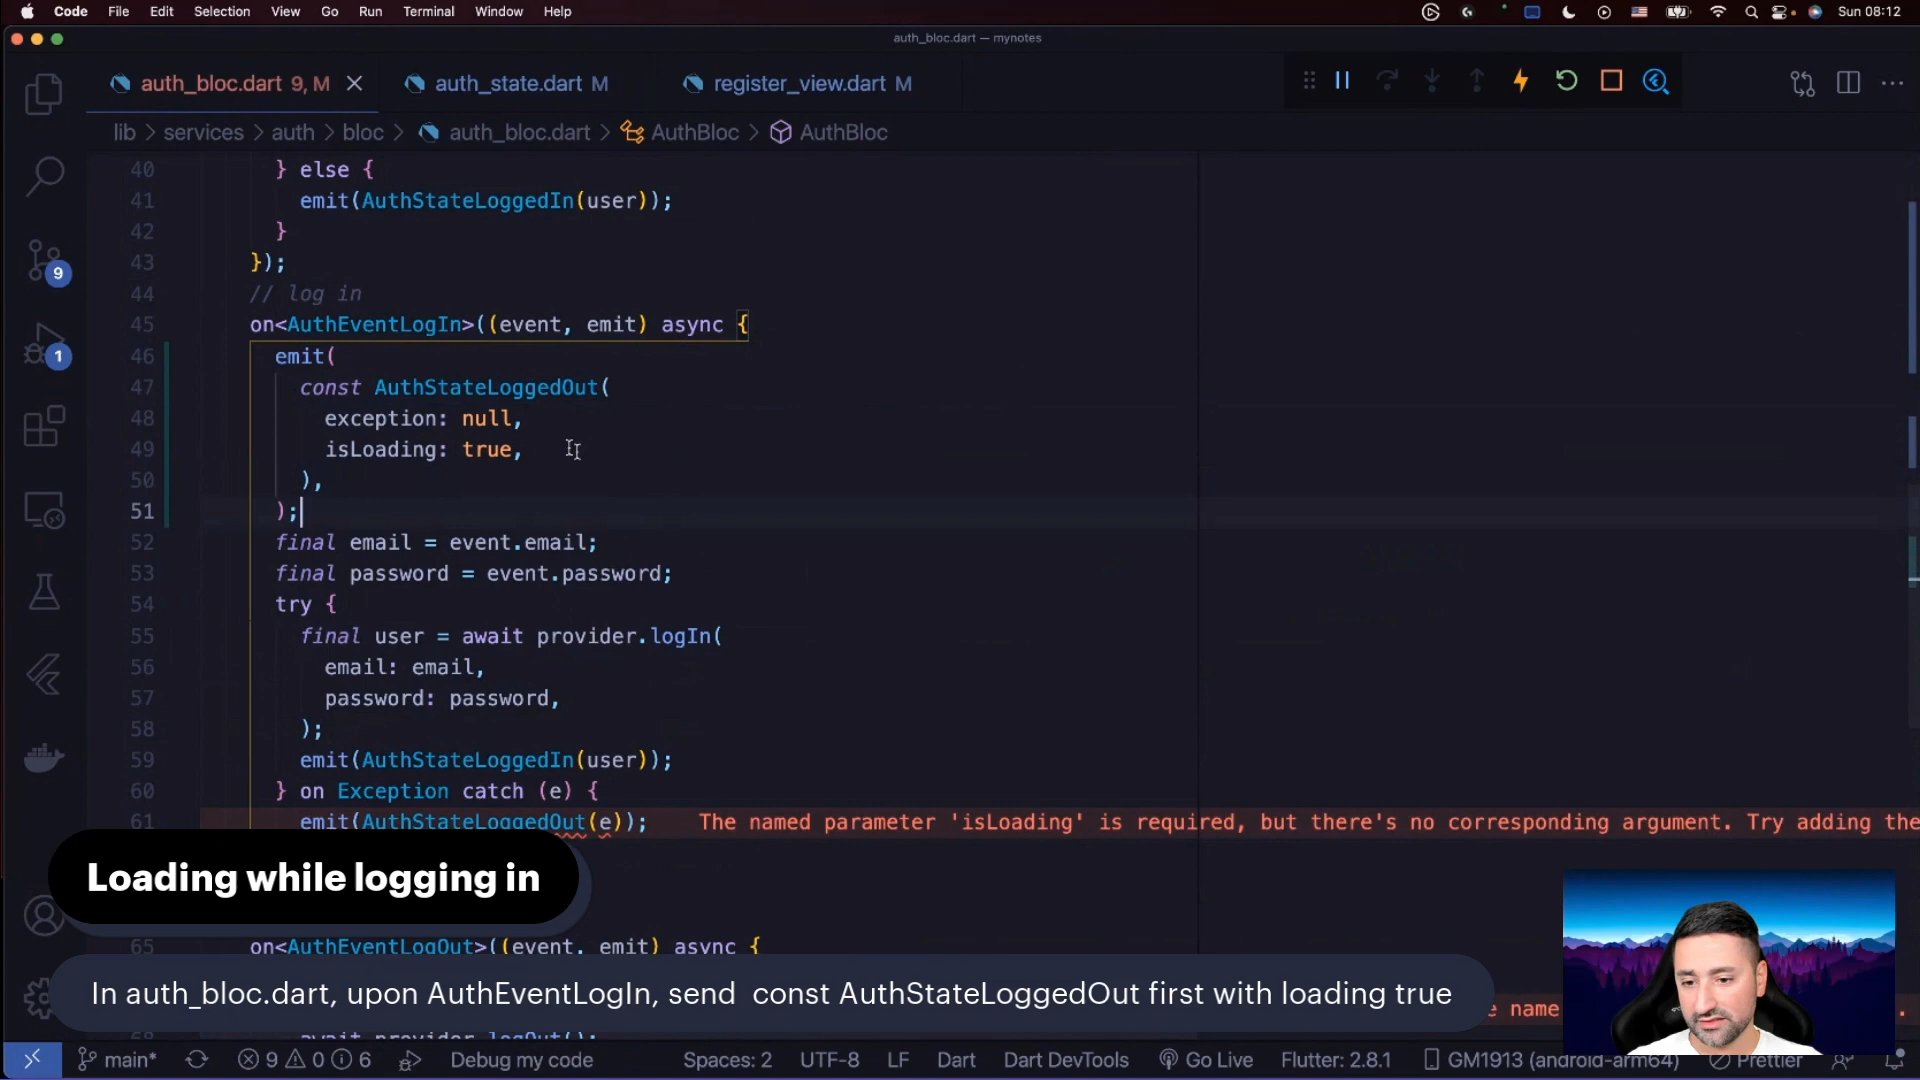 Code File Edit Selection View Go Run Terminal Window Help Sun 08:12
auth_bloc.dart — mynotes
auth_bloc.dart 9, M auth_state.dart M register_view.dart M
lib > services > auth > bloc > auth_bloc.dart > AuthBloc > AuthBloc
40 } else {
41 emit(AuthStateLoggedIn(user));
42 }
43 });
44 // log in
45 on<AuthEventLogIn>((event, emit) async {
46 emit(
47 const AuthStateLoggedOut(
48 exception: null,
49 isLoading: true,
50 ),
51 );
52 final email = event.email;
53 final password = event.password;
54 try {
55 final user = await provider.logIn(
56 email: email,
57 password: password,
58 );
59 emit(AuthStateLoggedIn(user));
60 } on Exception catch (e) {
61 emit(AuthStateLoggedOut(e)); The named parameter 'isLoading' is required, but there's no corresponding argument. Try adding the
Loading while logging in
65 on<AuthEventLogOut>((event, emit) async {
In auth_bloc.dart, upon AuthEventLogIn, send const AuthStateLoggedOut first with loading true
name
await provider.logOut();
9
1
main* 9 0 6 Debug my code Spaces: 2 UTF-8 LF Dart Dart DevTools Go Live Flutter: 2.8.1 GM1913 (android-arm64) Prettier